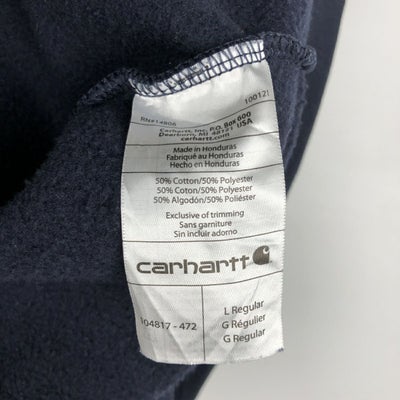 RN#14806
100121
Carhartt, Inc. P.O. Box 600
Dearborn, MI 48121 USA
carhartt.com
Made in Honduras
Fabriqué au Honduras
Hecho en Honduras
50% Cotton/50% Polyester
50% Coton/50% Polyester
50% Algodón/50% Poliéster
Exclusive of trimming
Sans garniture
Sin incluir adorno
carhartt
104817 - 472
L Regular
G Régulier
G Regular